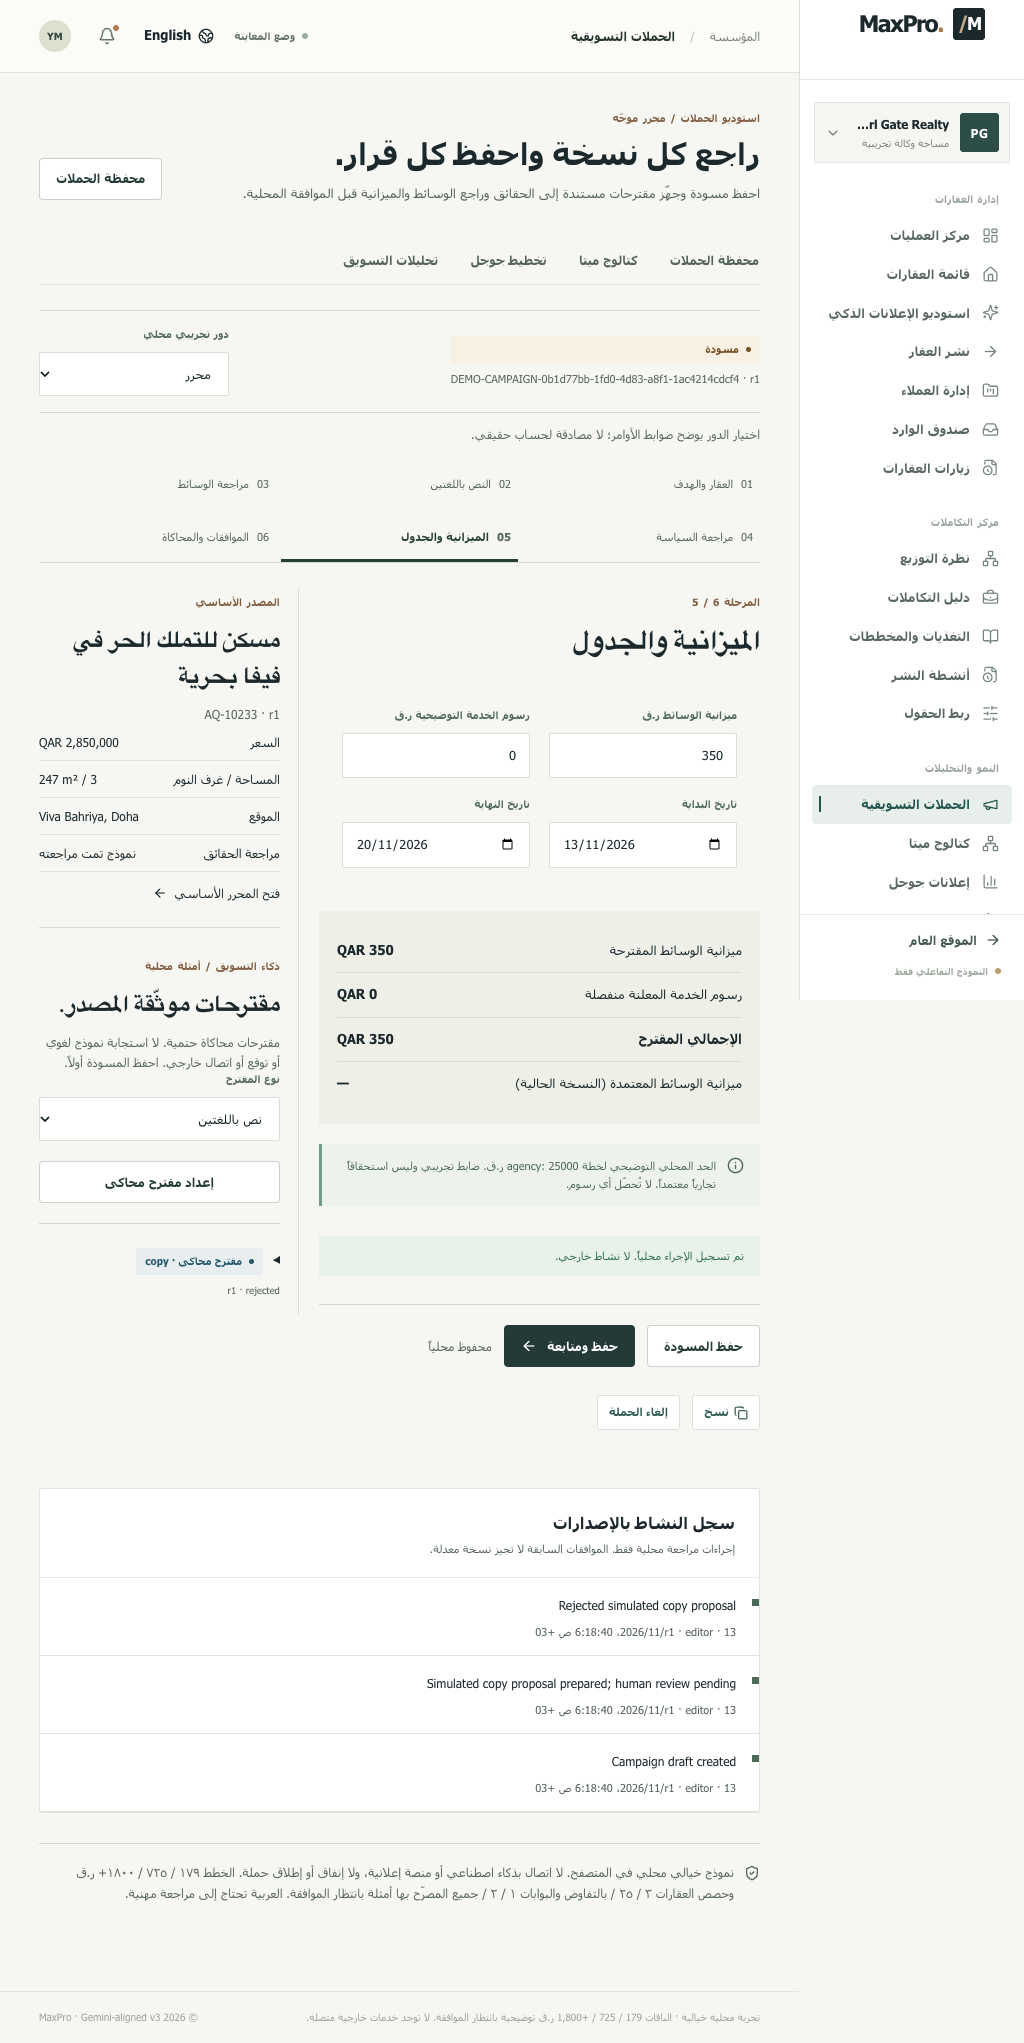 MaxPro. /M
PG
...rl Gate Realty
مساحة وكالة تجريبية
إدارة العقارات
مركز العمليات
قائمة العقارات
استوديو الإعلانات الذكي
نشر العقار
إدارة العملاء
صندوق الوارد
زيارات العقارات
مركز التكاملات
نظرة التوزيع
دليل التكاملات
التغذيات والمخططات
أنشطة النشر
ربط الحقول
النمو والتحليلات
الحملات التسويقية
كتالوج ميتا
إعلانات جوجل
الموقع العام
النموذج التفاعلي فقط
المؤسسة / الحملات التسويقية
وضع المعاينة
English
YM
استوديو الحملات / محرر موجّه
راجع كل نسخة واحفظ كل قرار.
احفظ مسودة وجهّز مقترحات مستندة إلى الحقائق وراجع الوسائط والميزانية قبل الموافقة المحلية.
محفظة الحملات
محفظة الحملات
كتالوج ميتا
تخطيط جوجل
تحليلات التسويق
مسودة
DEMO-CAMPAIGN-0b1d77bb-1fd0-4d83-a8f1-1ac4214cdcf4 · r1
دور تجريبي محلي
محرر
اختيار الدور يوضح ضوابط الأوامر؛ لا مصادقة لحساب حقيقي.
01 العقار والهدف
02 النص باللغتين
03 مراجعة الوسائط
04 مراجعة السياسة
05 الميزانية والجدول
06 الموافقات والمحاكاة
المرحلة 6 / 5
الميزانية والجدول
ميزانية الوسائط ر.ق
350
رسوم الخدمة التوضيحية ر.ق
0
تاريخ البداية
13/11/2026
تاريخ النهاية
20/11/2026
ميزانية الوسائط المقترحة QAR 350
رسوم الخدمة المعلنة منفصلة QAR 0
الإجمالي المقترح QAR 350
ميزانية الوسائط المعتمدة (النسخة الحالية) —
الحد المحلي التوضيحي لخطة agency: 25000 ر.ق. ضابط تجريبي وليس استحقاقاً
تجارياً معتمداً. لا تُحصّل أي رسوم.
تم تسجيل الإجراء محلياً. لا نشاط خارجي.
حفظ المسودة
حفظ ومتابعة
محفوظ محلياً
نسخ
إلغاء الحملة
المصدر الأساسي
مسكن للتملك الحر في
فيفا بحرية
AQ-10233 · r1
السعر QAR 2,850,000
المساحة / غرف النوم 247 m² / 3
الموقع Viva Bahriya, Doha
مراجعة الحقائق نموذج تمت مراجعته
فتح المحرر الأساسي
ذكاء التسويق / أمثلة محلية
مقترحات موثّقة المصدر.
مقترحات محاكاة حتمية. لا استجابة نموذج لغوي
أو توقع أو اتصال خارجي. احفظ المسودة أولاً.
نوع المقترح
نص باللغتين
إعداد مقترح محاكى
مقترح محاكى · copy
r1 · rejected
سجل النشاط بالإصدارات
إجراءات مراجعة محلية فقط. الموافقات السابقة لا تجيز نسخة معدلة.
Rejected simulated copy proposal
13 · editor · r1/11/2026، 6:18:40 ص +03
Simulated copy proposal prepared; human review pending
13 · editor · r1/11/2026، 6:18:40 ص +03
Campaign draft created
13 · editor · r1/11/2026، 6:18:40 ص +03
نموذج خيالي محلي في المتصفح. لا اتصال بذكاء اصطناعي أو منصة إعلانية، ولا إنفاق أو إطلاق حملة. الخطط ١٧٩ / ٧٢٥ / ١٨٠٠+ ر.ق
وحصص العقارات ٣ / ٢٥ / بالتفاوض والبوابات ١ / ٢ / جميع المصرّح بها أمثلة بانتظار الموافقة. العربية تحتاج إلى مراجعة مهنية.
تجربة محلية خيالية · الباقات 179 / 725 / 1,800+ ر.ق توضيحية بانتظار الموافقة. لا توجد خدمات خارجية متصلة.
MaxPro · Gemini-aligned v3 2026 ©